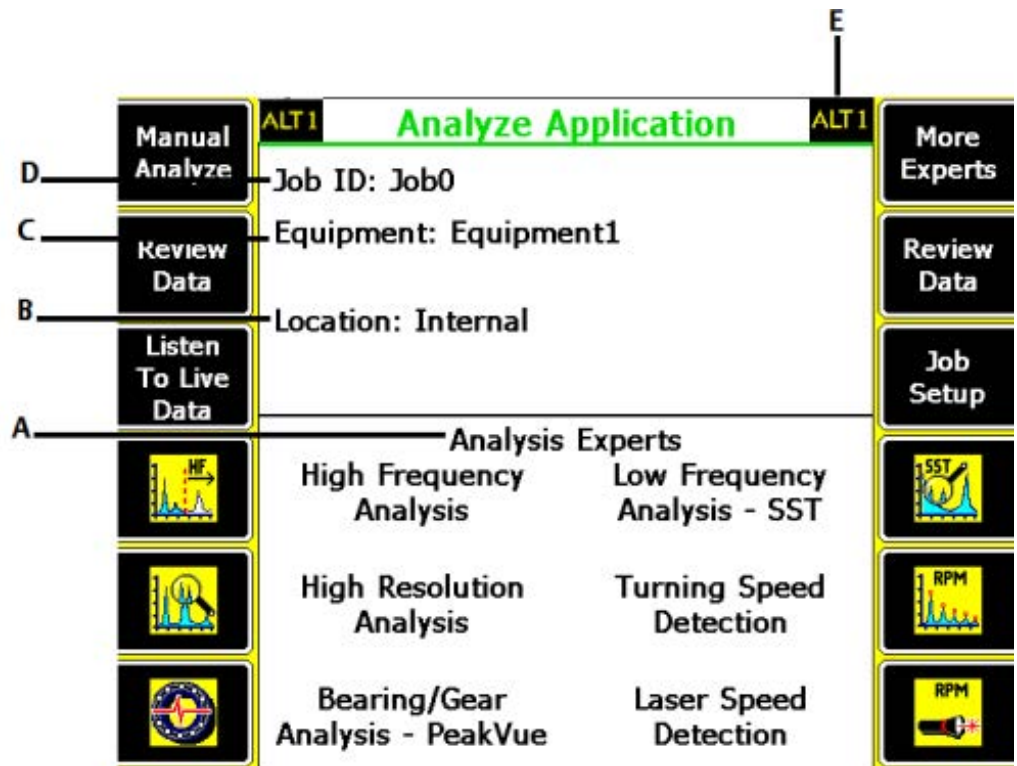 E
Manual
Analyze
ALT1
Analyze Application
ALT1
More
Experts
D
Job ID: Job0
C
Review
Data
Equipment: Equipment1
Review
Data
B
Location: Internal
Listen
To Live
Data
Job
Setup
A
Analysis Experts
HF
High Frequency
Analysis
Low Frequency
Analysis - SST
SST
High Resolution
Analysis
Turning Speed
Detection
RPM
Bearing/Gear
Analysis - PeakVue
Laser Speed
Detection
RPM